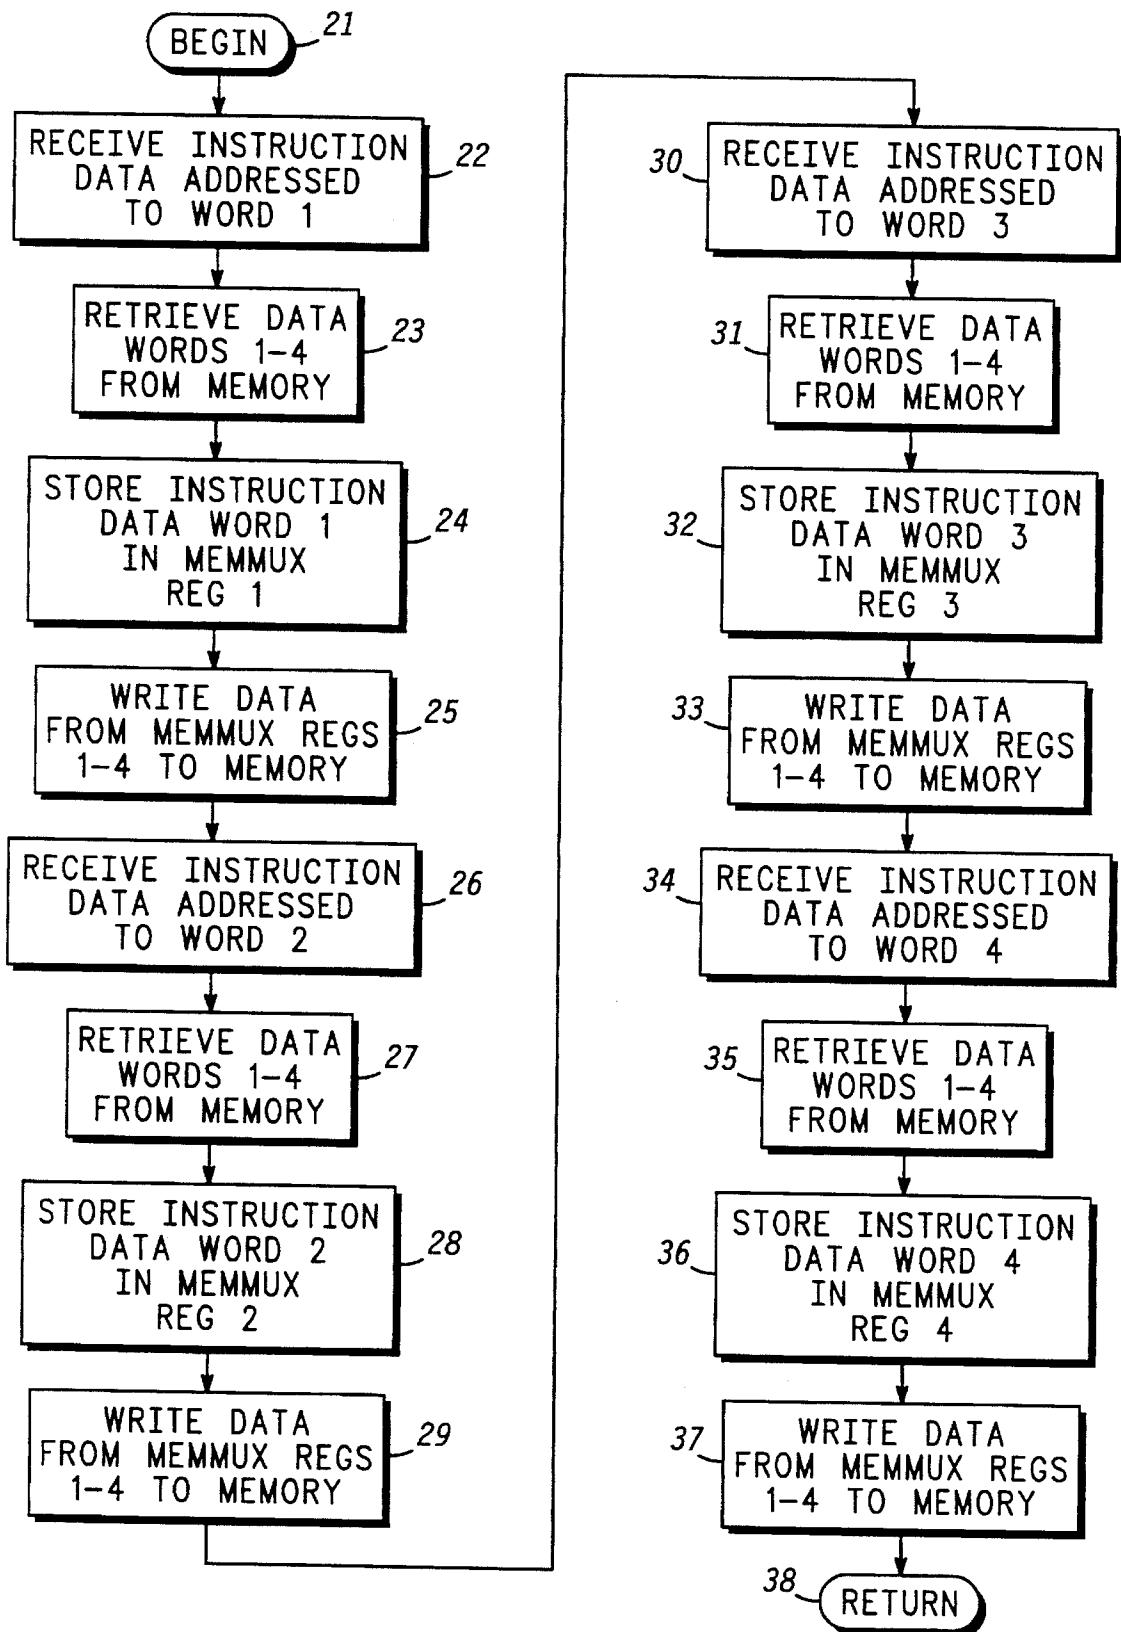 BEGIN
21
RECEIVE INSTRUCTION
DATA ADDRESSED
TO WORD 1
22
RETRIEVE DATA
WORDS 1-4
FROM MEMORY
23
STORE INSTRUCTION
DATA WORD 1
IN MEMMUX
REG 1
24
WRITE DATA
FROM MEMMUX REGS
1-4 TO MEMORY
25
RECEIVE INSTRUCTION
DATA ADDRESSED
TO WORD 2
26
RETRIEVE DATA
WORDS 1-4
FROM MEMORY
27
STORE INSTRUCTION
DATA WORD 2
IN MEMMUX
REG 2
28
WRITE DATA
FROM MEMMUX REGS
1-4 TO MEMORY
29
30
RECEIVE INSTRUCTION
DATA ADDRESSED
TO WORD 3
31
RETRIEVE DATA
WORDS 1-4
FROM MEMORY
32
STORE INSTRUCTION
DATA WORD 3
IN MEMMUX
REG 3
33
WRITE DATA
FROM MEMMUX REGS
1-4 TO MEMORY
34
RECEIVE INSTRUCTION
DATA ADDRESSED
TO WORD 4
35
RETRIEVE DATA
WORDS 1-4
FROM MEMORY
36
STORE INSTRUCTION
DATA WORD 4
IN MEMMUX
REG 4
37
WRITE DATA
FROM MEMMUX REGS
1-4 TO MEMORY
38
RETURN